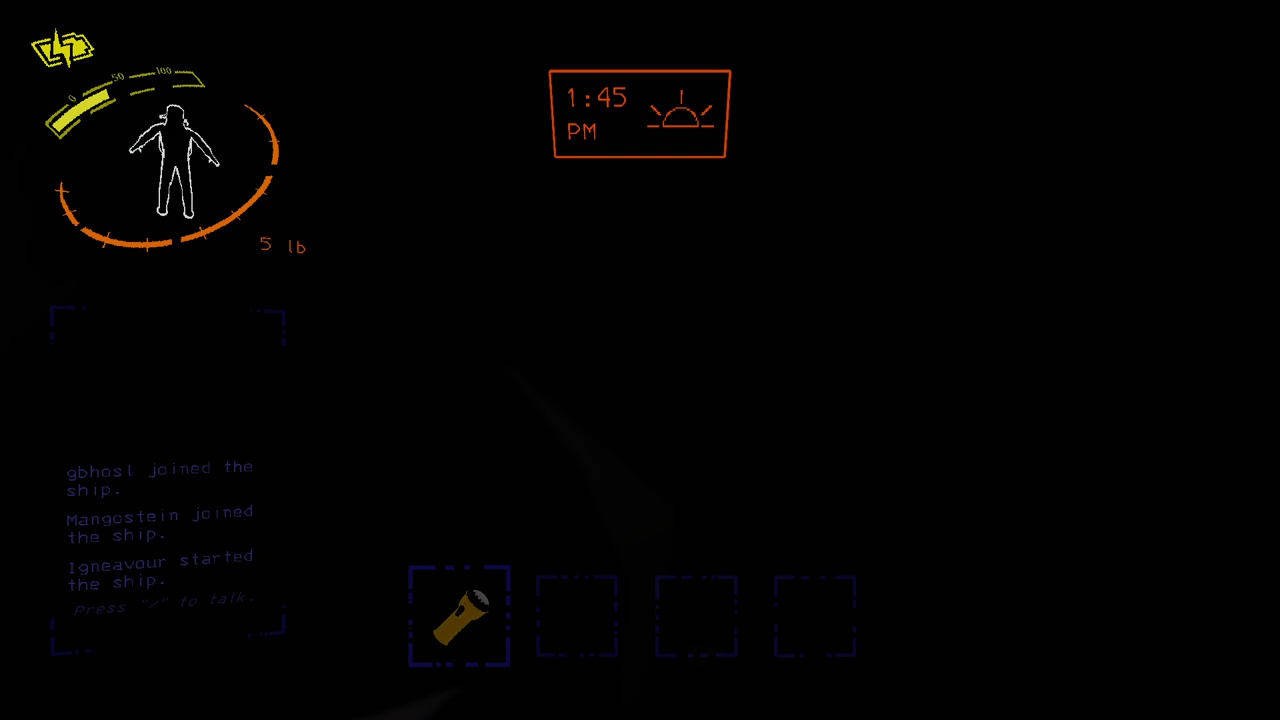 0 50 100
1:45
PM
5 lb
gbhosl joined the
ship.
Mangostein joined
the ship.
Igneavour started
the ship.
Press "/" to talk.